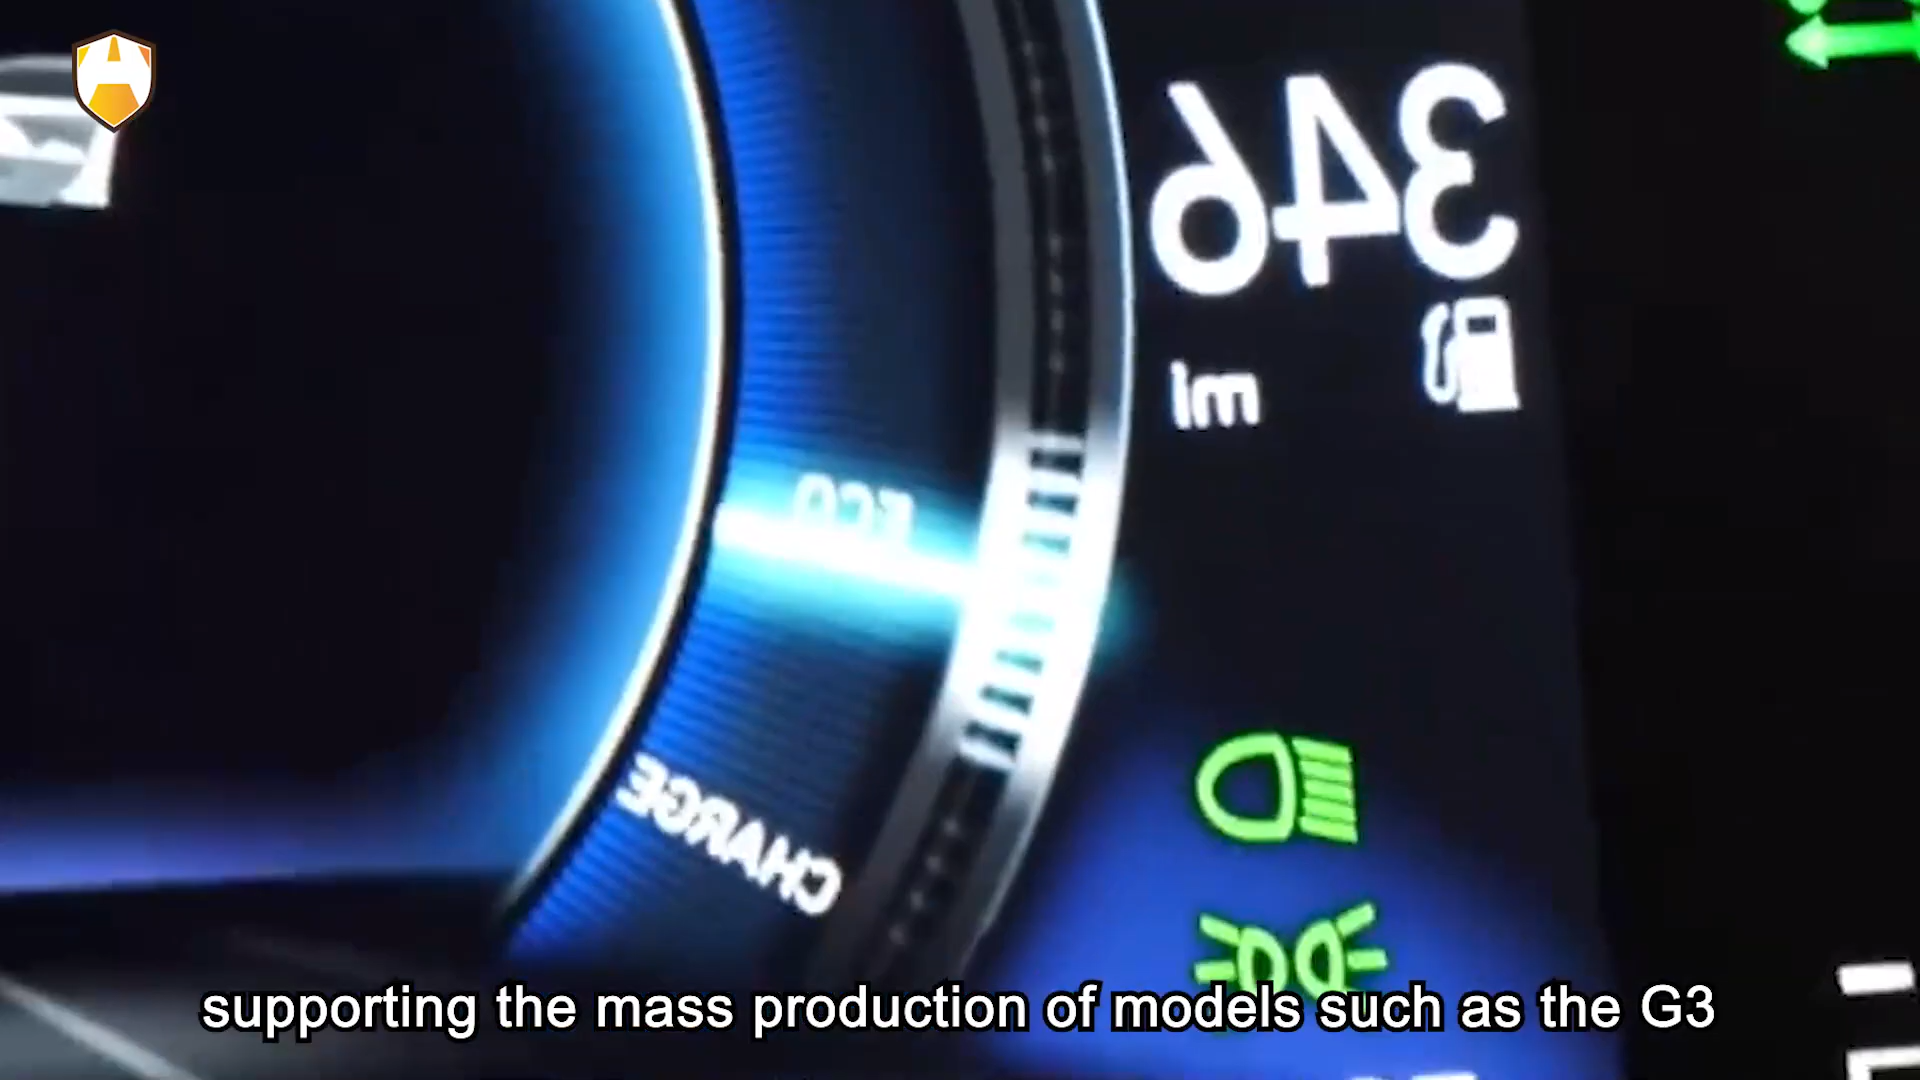 346
mi
ECO
CHARGE
supporting the mass production of models such as the G3